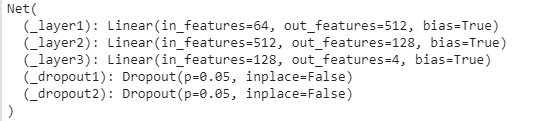 Net(
  (_layer1): Linear(in_features=64, out_features=512, bias=True)
  (_layer2): Linear(in_features=512, out_features=128, bias=True)
  (_layer3): Linear(in_features=128, out_features=4, bias=True)
  (_dropout1): Dropout(p=0.05, inplace=False)
  (_dropout2): Dropout(p=0.05, inplace=False)
)